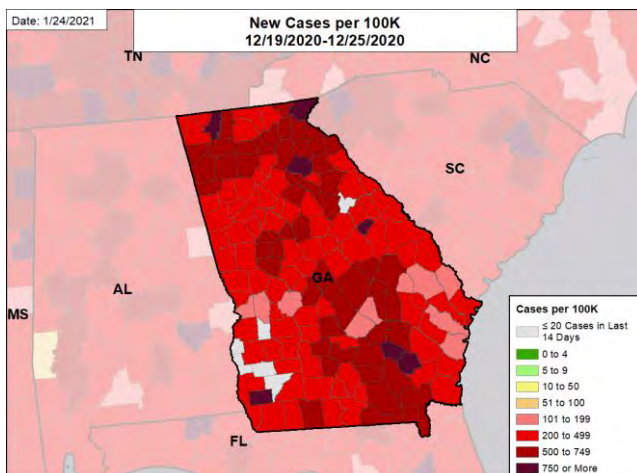 Date: 1/24/2021
New Cases per 100K
12/19/2020-12/25/2020
TN
NC
SC
GA
AL
MS
FL
Cases per 100K
≤ 20 Cases in Last
14 Days
0 to 4
5 to 9
10 to 50
51 to 100
101 to 199
200 to 499
500 to 749
750 or More